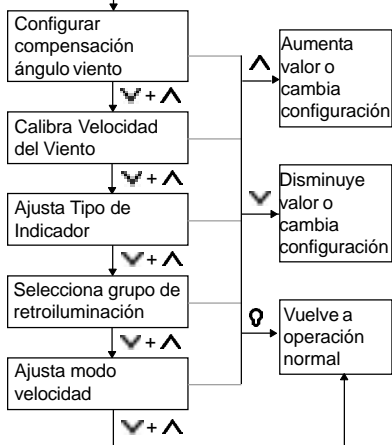 Configurar
compensación
ángulo viento
+
Calibra Velocidad
del Viento
+
Ajusta Tipo de
Indicador
+
Selecciona grupo de
retroiluminación
+
Ajusta modo
velocidad
+
Aumenta
valor o
cambia
configuración
Disminuye
valor o
cambia
configuración
Vuelve a
operación
normal